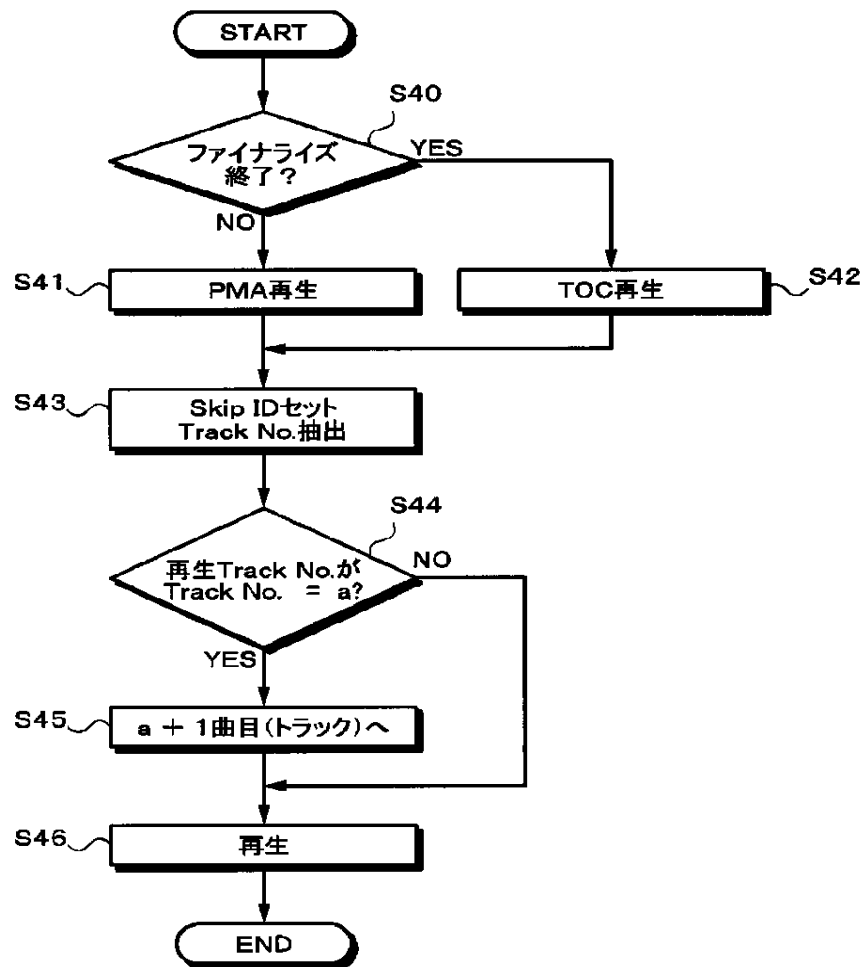 START
S40
ファイナライズ
終了?
YES
NO
S41
PMA再生
TOC再生
S42
S43
Skip IDセット
Track No.抽出
S44
再生Track No.が
Track No. = a?
NO
YES
S45
a + 1曲目(トラック)へ
S46
再生
END